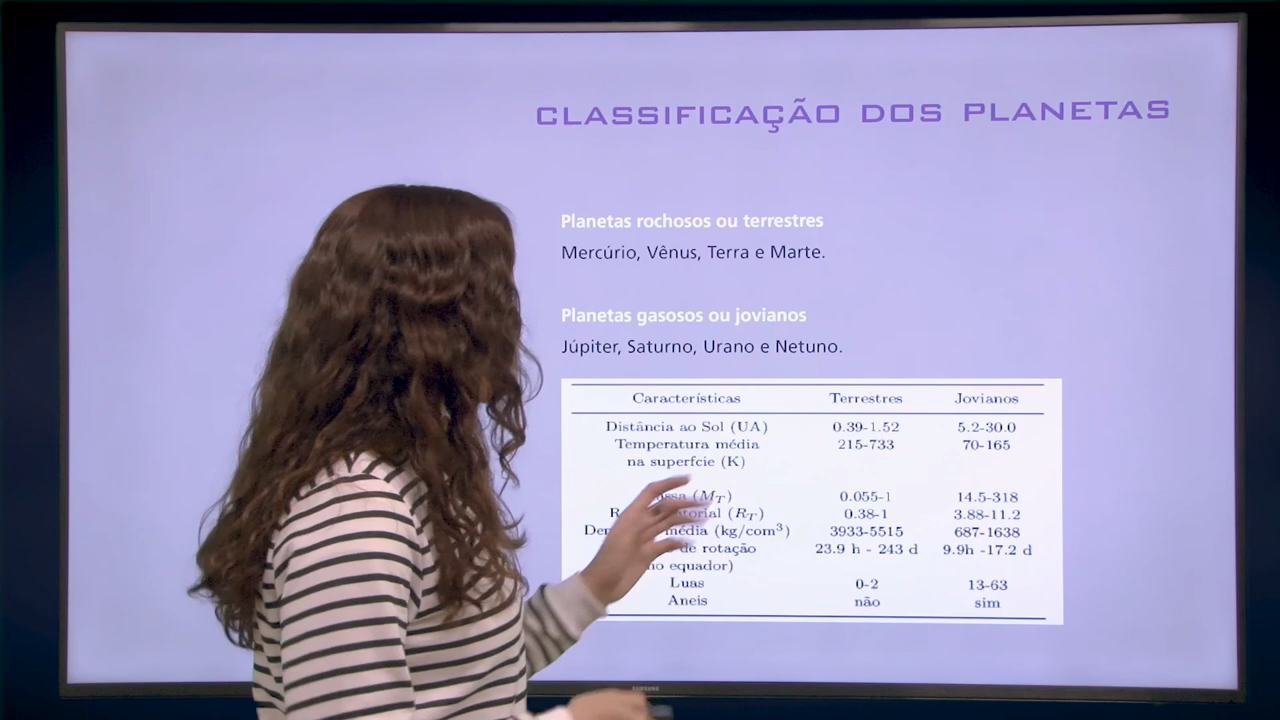 CLASSIFICAÇÃO DOS PLANETAS
Planetas rochosos ou terrestres
Mercúrio, Vênus, Terra e Marte.
Planetas gasosos ou jovianos
Júpiter, Saturno, Urano e Netuno.
Características Terrestres Jovianos
Distância ao Sol (UA) 0.39-1.52 5.2-30.0
Temperatura média 215-733 70-165
na superfcie (K)
(M_T) 0.055-1 14.5-318
(R_T) 0.38-1 3.88-11.2
média (kg/com³) 3933-5515 687-1638
de rotação 23.9 h - 243 d 9.9h -17.2 d
no equador)
Luas 0-2 13-63
Aneis não sim
SAMSUNG